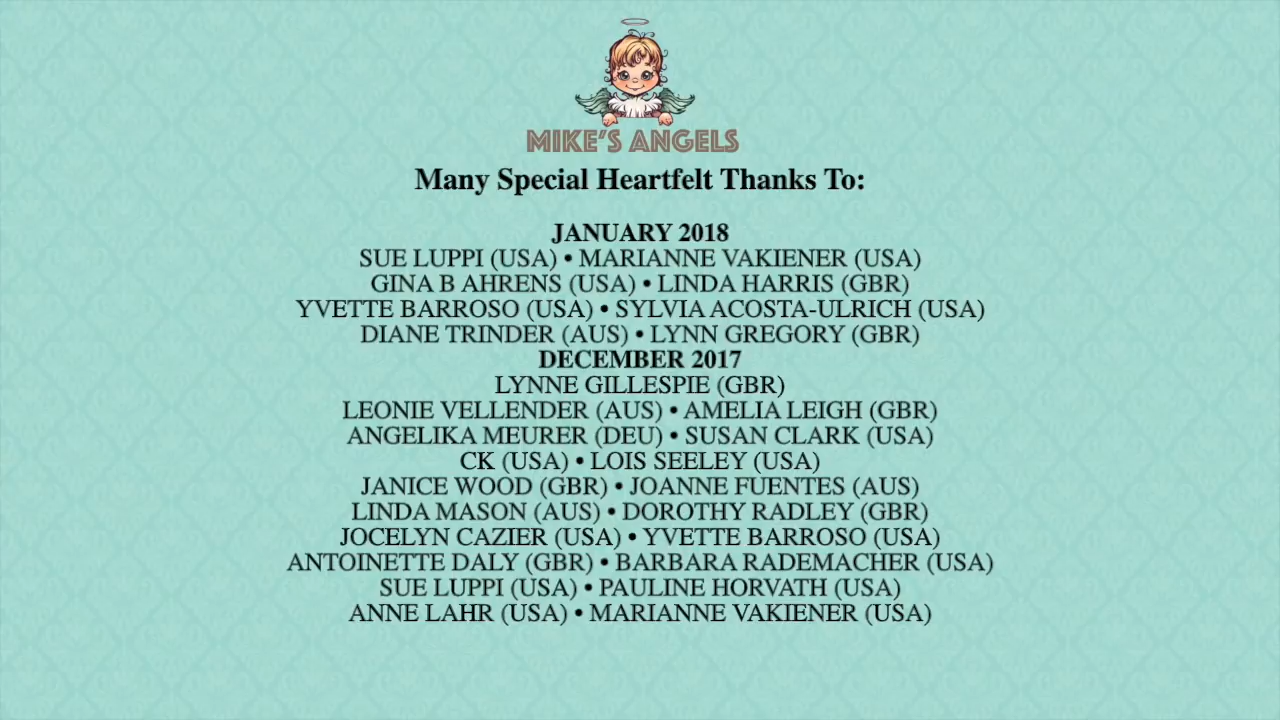 MIKE'S ANGELS
Many Special Heartfelt Thanks To:
JANUARY 2018
SUE LUPPI (USA) • MARIANNE VAKIENER (USA)
GINA B AHRENS (USA) • LINDA HARRIS (GBR)
YVETTE BARROSO (USA) • SYLVIA ACOSTA-ULRICH (USA)
DIANE TRINDER (AUS) • LYNN GREGORY (GBR)
DECEMBER 2017
LYNNE GILLESPIE (GBR)
LEONIE VELLENDER (AUS) • AMELIA LEIGH (GBR)
ANGELIKA MEURER (DEU) • SUSAN CLARK (USA)
CK (USA) • LOIS SEELEY (USA)
JANICE WOOD (GBR) • JOANNE FUENTES (AUS)
LINDA MASON (AUS) • DOROTHY RADLEY (GBR)
JOCELYN CAZIER (USA) • YVETTE BARROSO (USA)
ANTOINETTE DALY (GBR) • BARBARA RADEMACHER (USA)
SUE LUPPI (USA) • PAULINE HORVATH (USA)
ANNE LAHR (USA) • MARIANNE VAKIENER (USA)